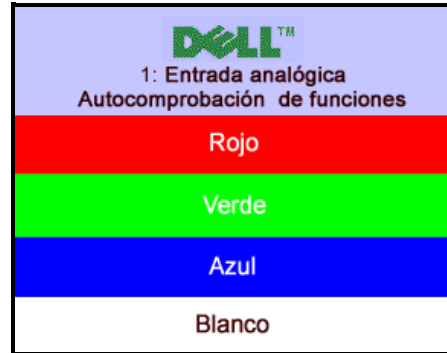 DELL™
1: Entrada analógica
Autocomprobación de funciones
Rojo
Verde
Azul
Blanco